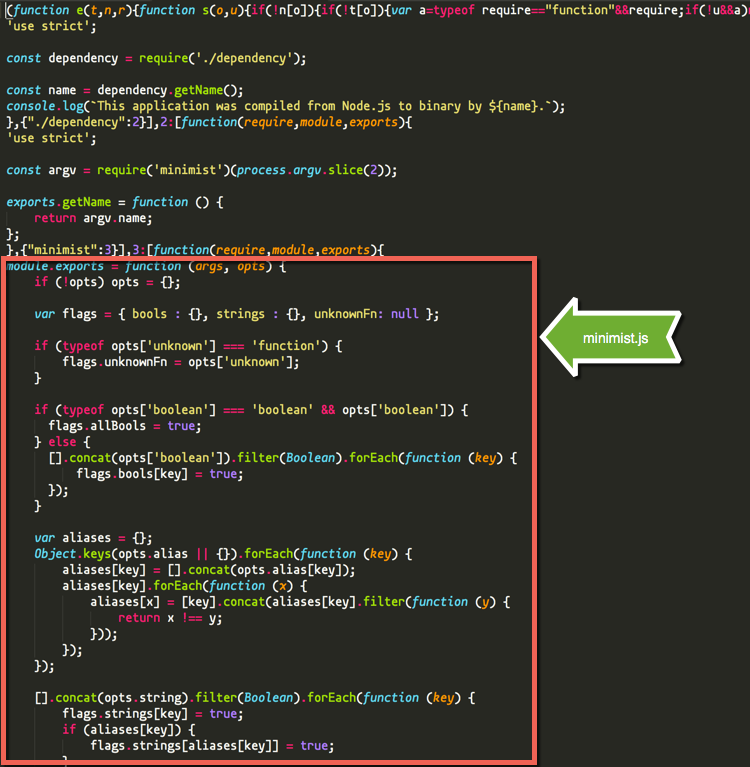 (function e(t,n,r){function s(o,u){if(!n[o]){if(!t[o]){var a=typeof require=="function"&&require;if(!u&&a)
'use strict';
const dependency = require('./dependency');
const name = dependency.getName();
console.log(`This application was compiled from Node.js to binary by ${name}.`);
},{"./dependency":2}],2:[function(require,module,exports){
'use strict';
const argv = require('minimist')(process.argv.slice(2));
exports.getName = function () {
return argv.name;
};
},{"minimist":3}],3:[function(require,module,exports){
module.exports = function (args, opts) {
if (!opts) opts = {};
var flags = { bools : {}, strings : {}, unknownFn: null };
if (typeof opts['unknown'] === 'function') {
flags.unknownFn = opts['unknown'];
}
if (typeof opts['boolean'] === 'boolean' && opts['boolean']) {
flags.allBools = true;
} else {
[].concat(opts['boolean']).filter(Boolean).forEach(function (key) {
flags.bools[key] = true;
});
}
var aliases = {};
Object.keys(opts.alias || {}).forEach(function (key) {
aliases[key] = [].concat(opts.alias[key]);
aliases[key].forEach(function (x) {
aliases[x] = [key].concat(aliases[key].filter(function (y) {
return x !== y;
}));
});
});
[].concat(opts.string).filter(Boolean).forEach(function (key) {
flags.strings[key] = true;
if (aliases[key]) {
flags.strings[aliases[key]] = true;
minimist.js